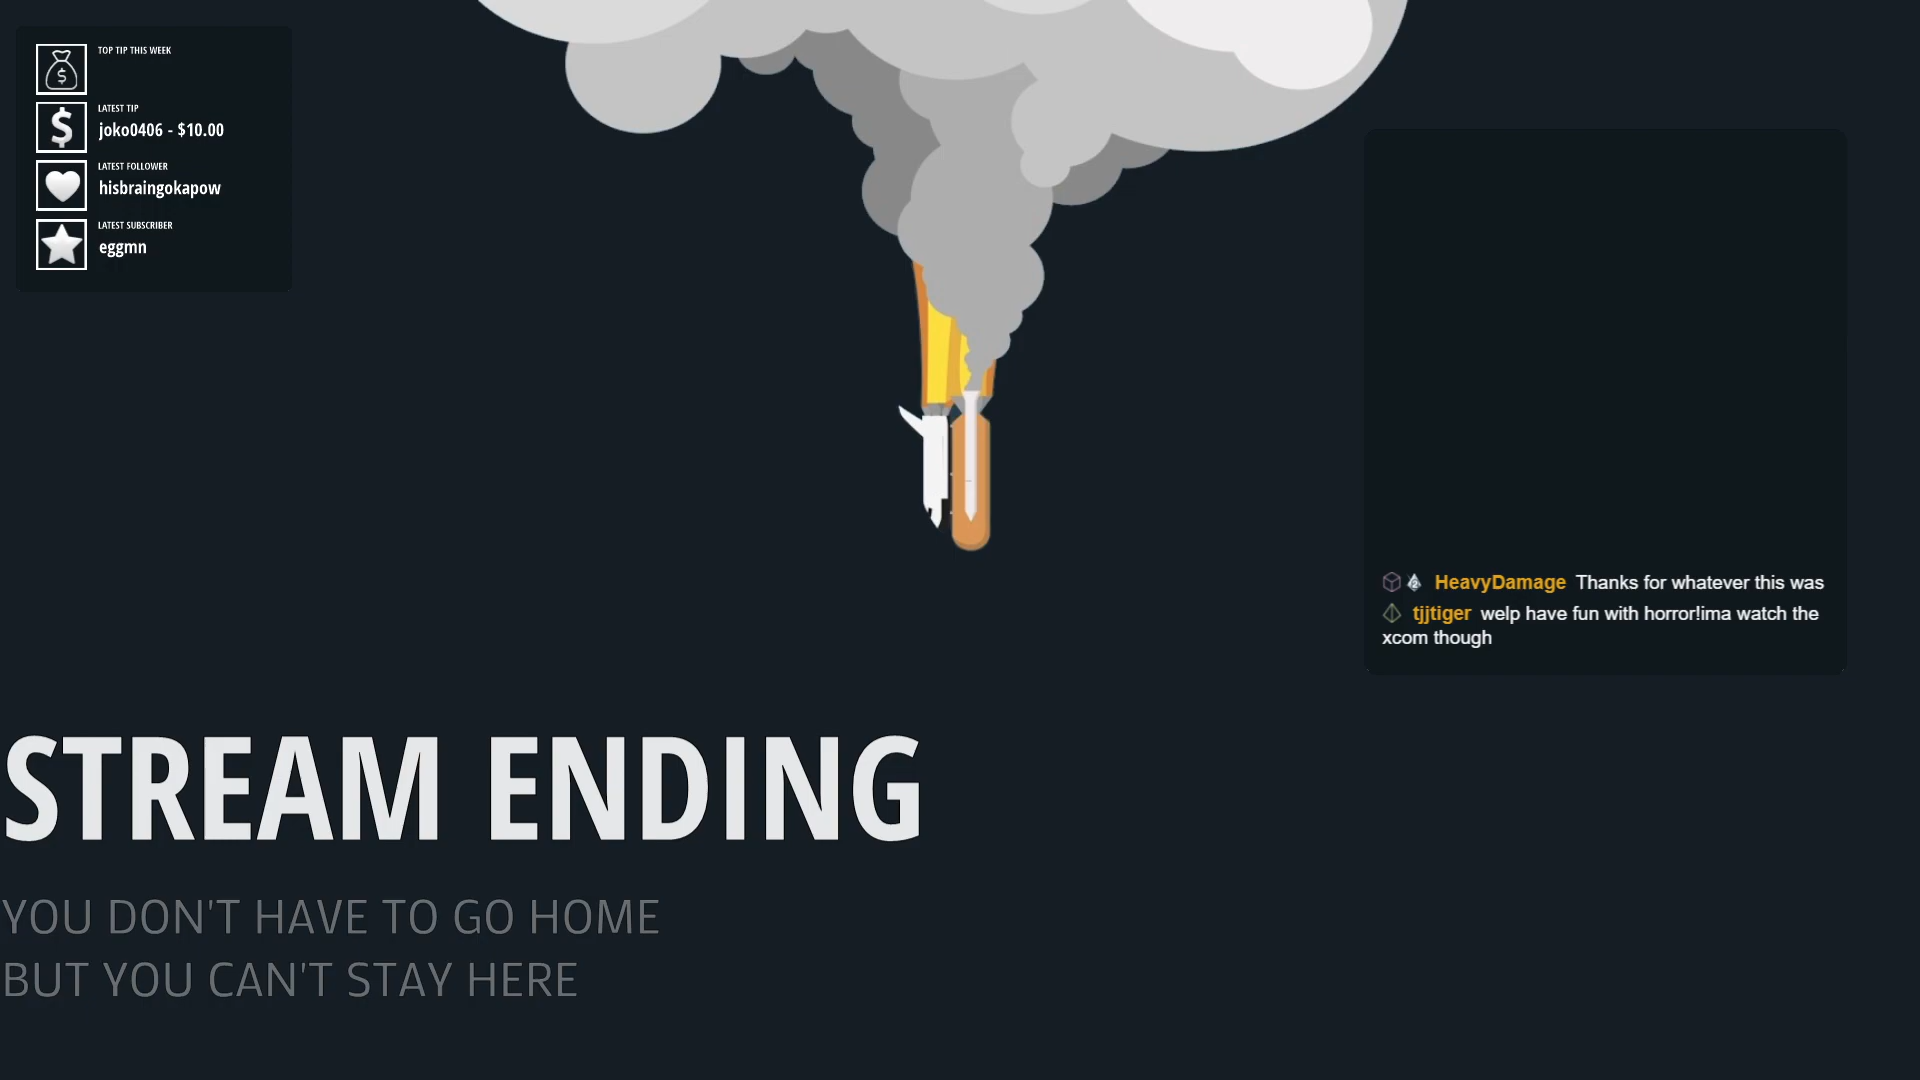 TOP TIP THIS WEEK
LATEST TIP
joko0406 - $10.00
LATEST FOLLOWER
hisbraingokapow
LATEST SUBSCRIBER
eggmn
HeavyDamage Thanks for whatever this was
tjjtiger welp have fun with horror!ima watch the
xcom though
STREAM ENDING
YOU DON'T HAVE TO GO HOME
BUT YOU CAN'T STAY HERE